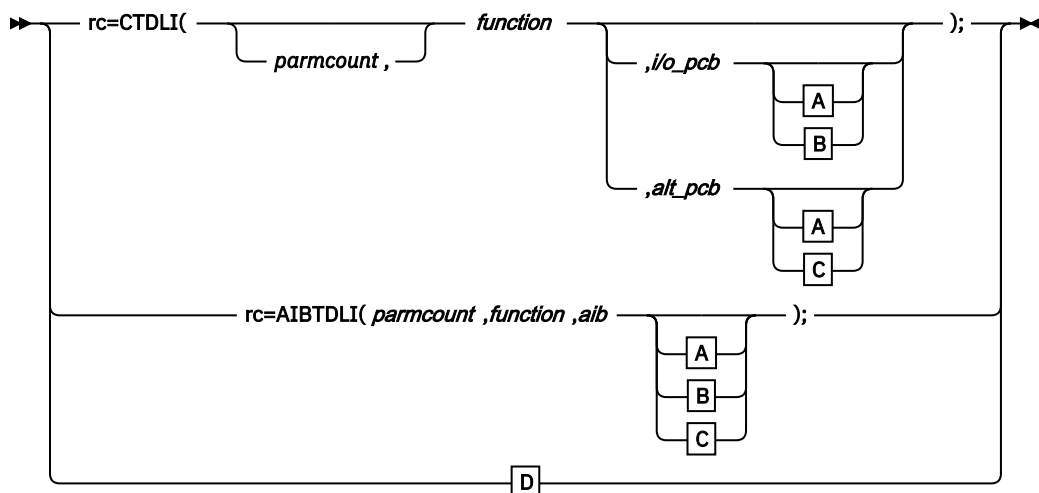 rc=CTDLI( parmcount , function ); 
,i/o_pcb
A
B
,alt_pcb
A
C
rc=AIBTDLI( parmcount ,function ,aib );
A
B
C
D